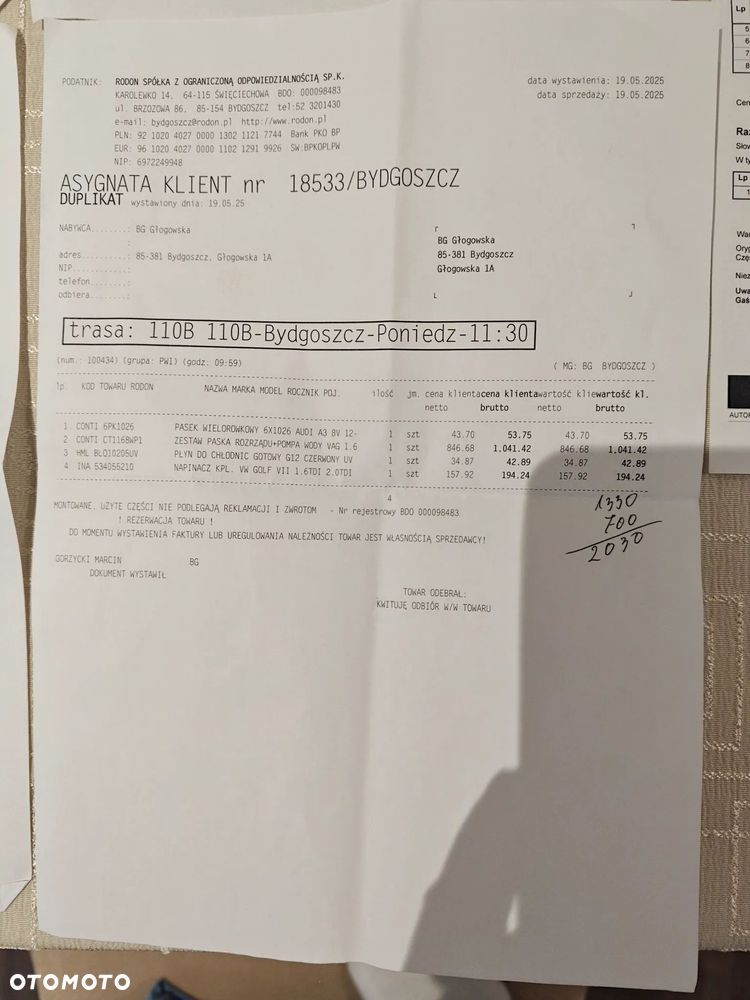 PODATNIK: RODON SPÓŁKA Z OGRANICZONĄ ODPOWIEDZIALNOŚCIĄ SP.K.
KAROLEWKO 14, 64-115 ŚWIĘCIECHOWA BDO: 000098483
ul. BRZOZOWA 86, 85-154 BYDGOSZCZ tel:52 3201430
e-mail: bydgoszcz@rodon.pl http://www.rodon.pl
PLN: 92 1020 4027 0000 1302 1121 7744 Bank PKO BP
EUR: 96 1020 4027 0000 1102 1291 9926 SW:BPKOPLPW
NIP: 6972249948
data wystawienia: 19.05.2025
data sprzedaży: 19.05.2025
ASYGNATA KLIENT nr 18533/BYDGOSZCZ
DUPLIKAT wystawiony dnia: 19.05.25
NABYWCA......: BG Głogowska
:
adres........: 85-381 Bydgoszcz, Głogowska 1A
NIP..........:
telefon......:
odbiera......:
BG Głogowska
85-381 Bydgoszcz
Głogowska 1A
trasa: 110B 110B-Bydgoszcz-Poniedz-11:30
(num.: 100434) (grupa: PWI) (godz: 09:59) ( MG: BG BYDGOSZCZ )
lp. KOD TOWARU RODON NAZWA MARKA MODEL ROCZNIK POJ. ilość jm. cena klienta cena klienta wartość klie wartość kl.
netto brutto netto brutto
1 CONTI 6PK1026 PASEK WIELOROWKOWY 6X1026 AUDI A3 8V 12- 1 szt 43.70 53.75 43.70 53.75
2 CONTI CT1168WP1 ZESTAW PASKA ROZRZĄDU+POMPA WODY VAG 1.6 1 szt 846.68 1,041.42 846.68 1,041.42
3 HML BLQ10205UV PŁYN DO CHŁODNIC GOTOWY G12 CZERWONY UV 1 szt 34.87 42.89 34.87 42.89
4 INA 534055210 NAPINACZ KPL. VW GOLF VII 1.6TDI 2.0TDI 1 szt 157.92 194.24 157.92 194.24
4
MONTOWANE, UŻYTE CZĘŚCI NIE PODLEGAJĄ REKLAMACJI I ZWROTOM - Nr rejestrowy BDO 000098483
! REZERWACJA TOWARU !
DO MOMENTU WYSTAWIENIA FAKTURY LUB UREGULOWANIA NALEŻNOŚCI TOWAR JEST WŁASNOŚCIĄ SPRZEDAWCY!
1330
700
2030
GORZYCKI MARCIN BG
DOKUMENT WYSTAWIŁ
TOWAR ODEBRAŁ:
KWITUJĘ ODBIÓR W/W TOWARU
Lp
5
6
7
8
Lp
1
OTOMOTO